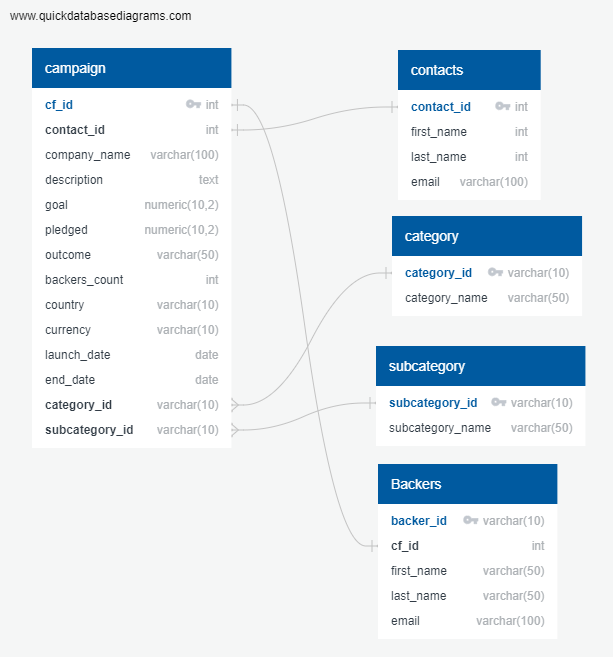 www.quickdatabasediagrams.com
campaign
cf_id int
contact_id int
company_name varchar(100)
description text
goal numeric(10,2)
pledged numeric(10,2)
outcome varchar(50)
backers_count int
country varchar(10)
currency varchar(10)
launch_date date
end_date date
category_id varchar(10)
subcategory_id varchar(10)
contacts
contact_id int
first_name int
last_name int
email varchar(100)
category
category_id varchar(10)
category_name varchar(50)
subcategory
subcategory_id varchar(10)
subcategory_name varchar(50)
Backers
backer_id varchar(10)
cf_id int
first_name varchar(50)
last_name varchar(50)
email varchar(100)